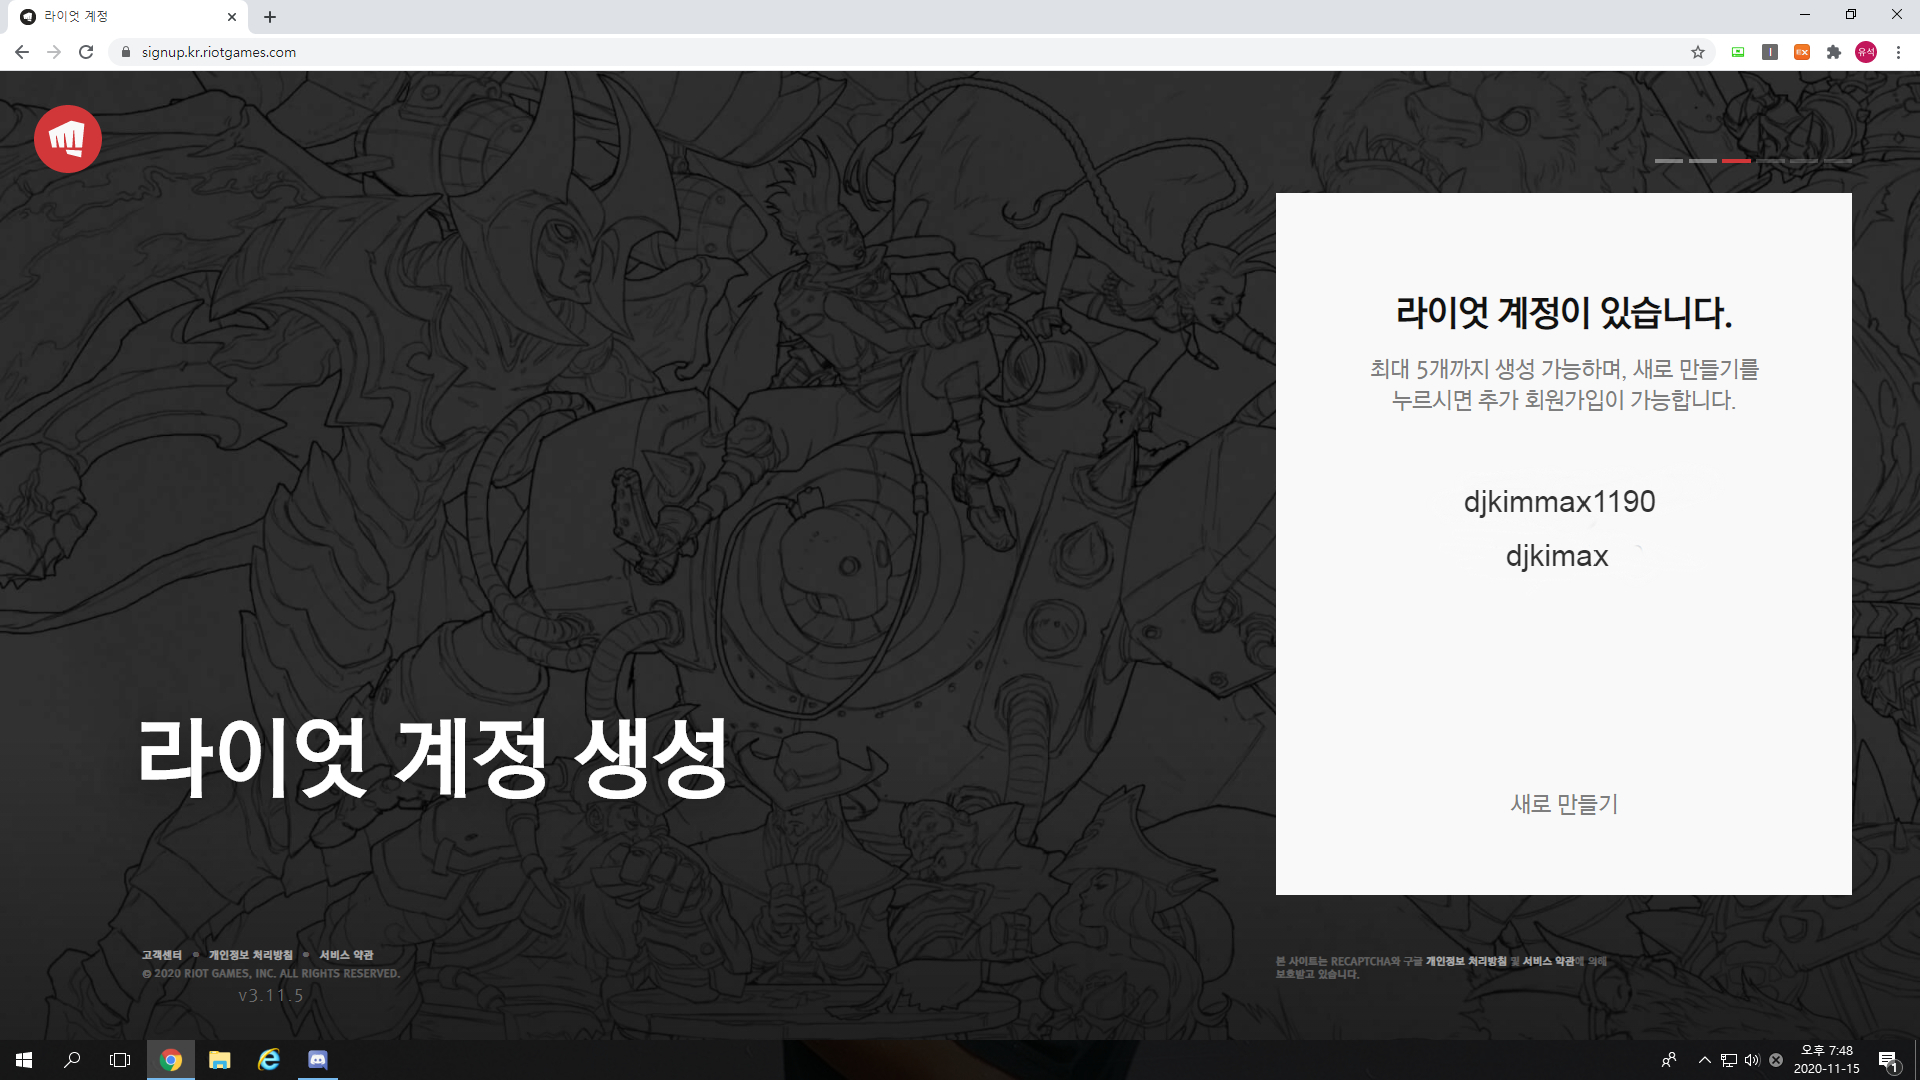 라이엇 계정
signup.kr.riotgames.com
EX
유석
라이엇 계정이 있습니다.
최대 5개까지 생성 가능하며, 새로 만들기를
누르시면 추가 회원가입이 가능합니다.
djkimmax1190
djkimax
새로 만들기
라이엇 계정 생성
고객센터 개인정보 처리방침 서비스 약관
© 2020 RIOT GAMES, INC. ALL RIGHTS RESERVED.
v3.11.5
본 사이트는 RECAPTCHA와 구글 개인정보 처리방침 및 서비스 약관에 의해
보호받고 있습니다.
오후 7:48
2020-11-15
1